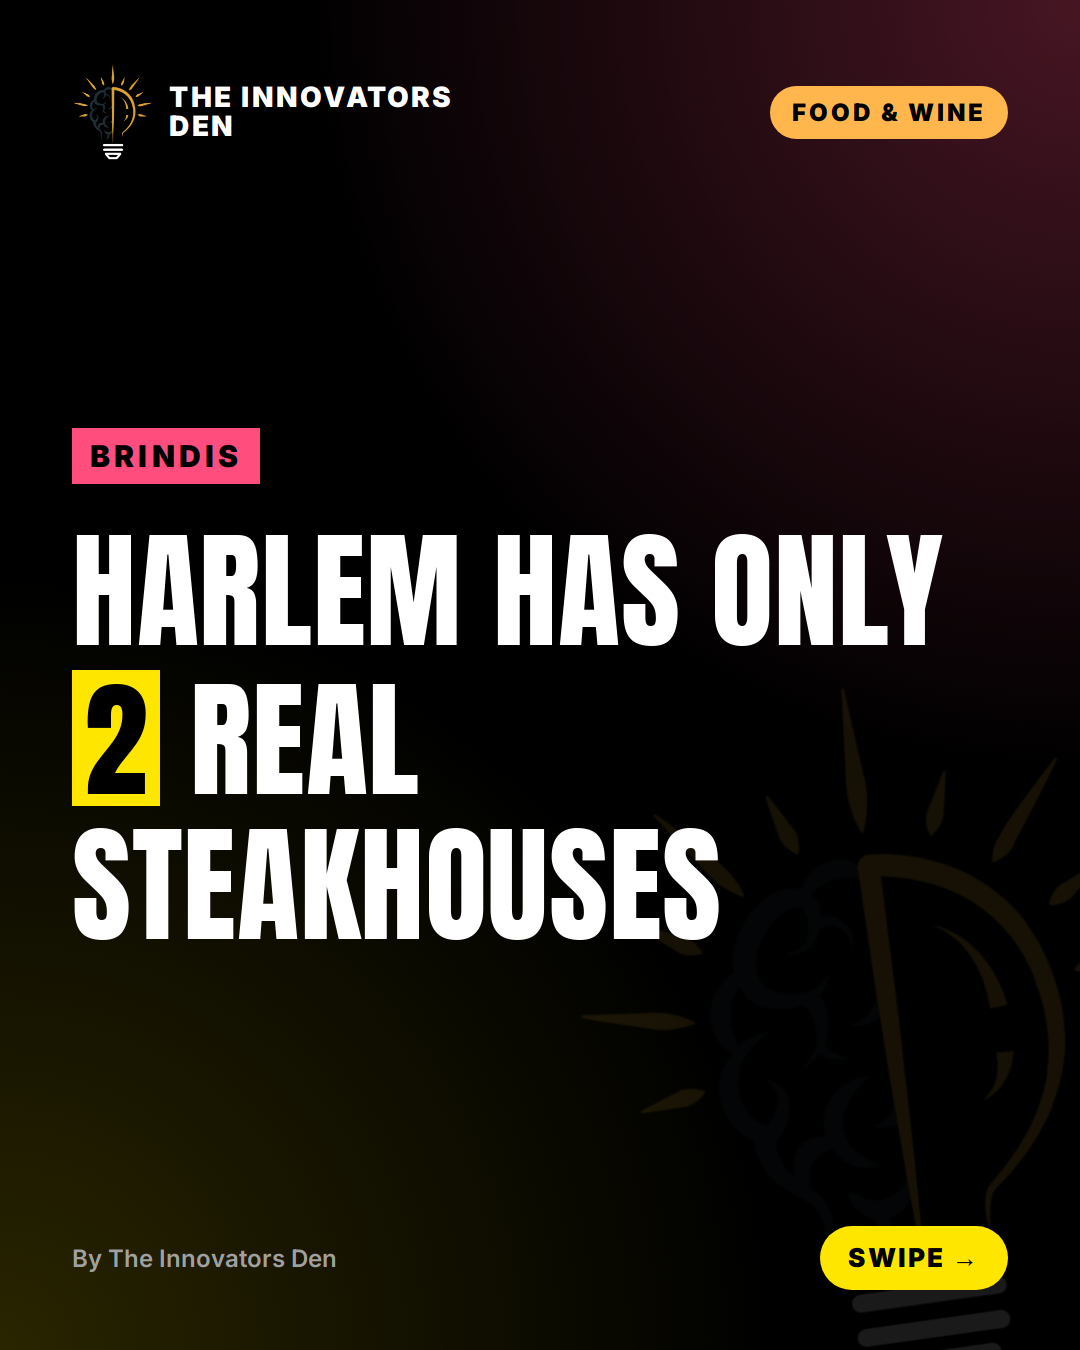 THE INNOVATORS
DEN
FOOD & WINE
BRINDIS
HARLEM HAS ONLY
2 REAL
STEAKHOUSES
By The Innovators Den
SWIPE →